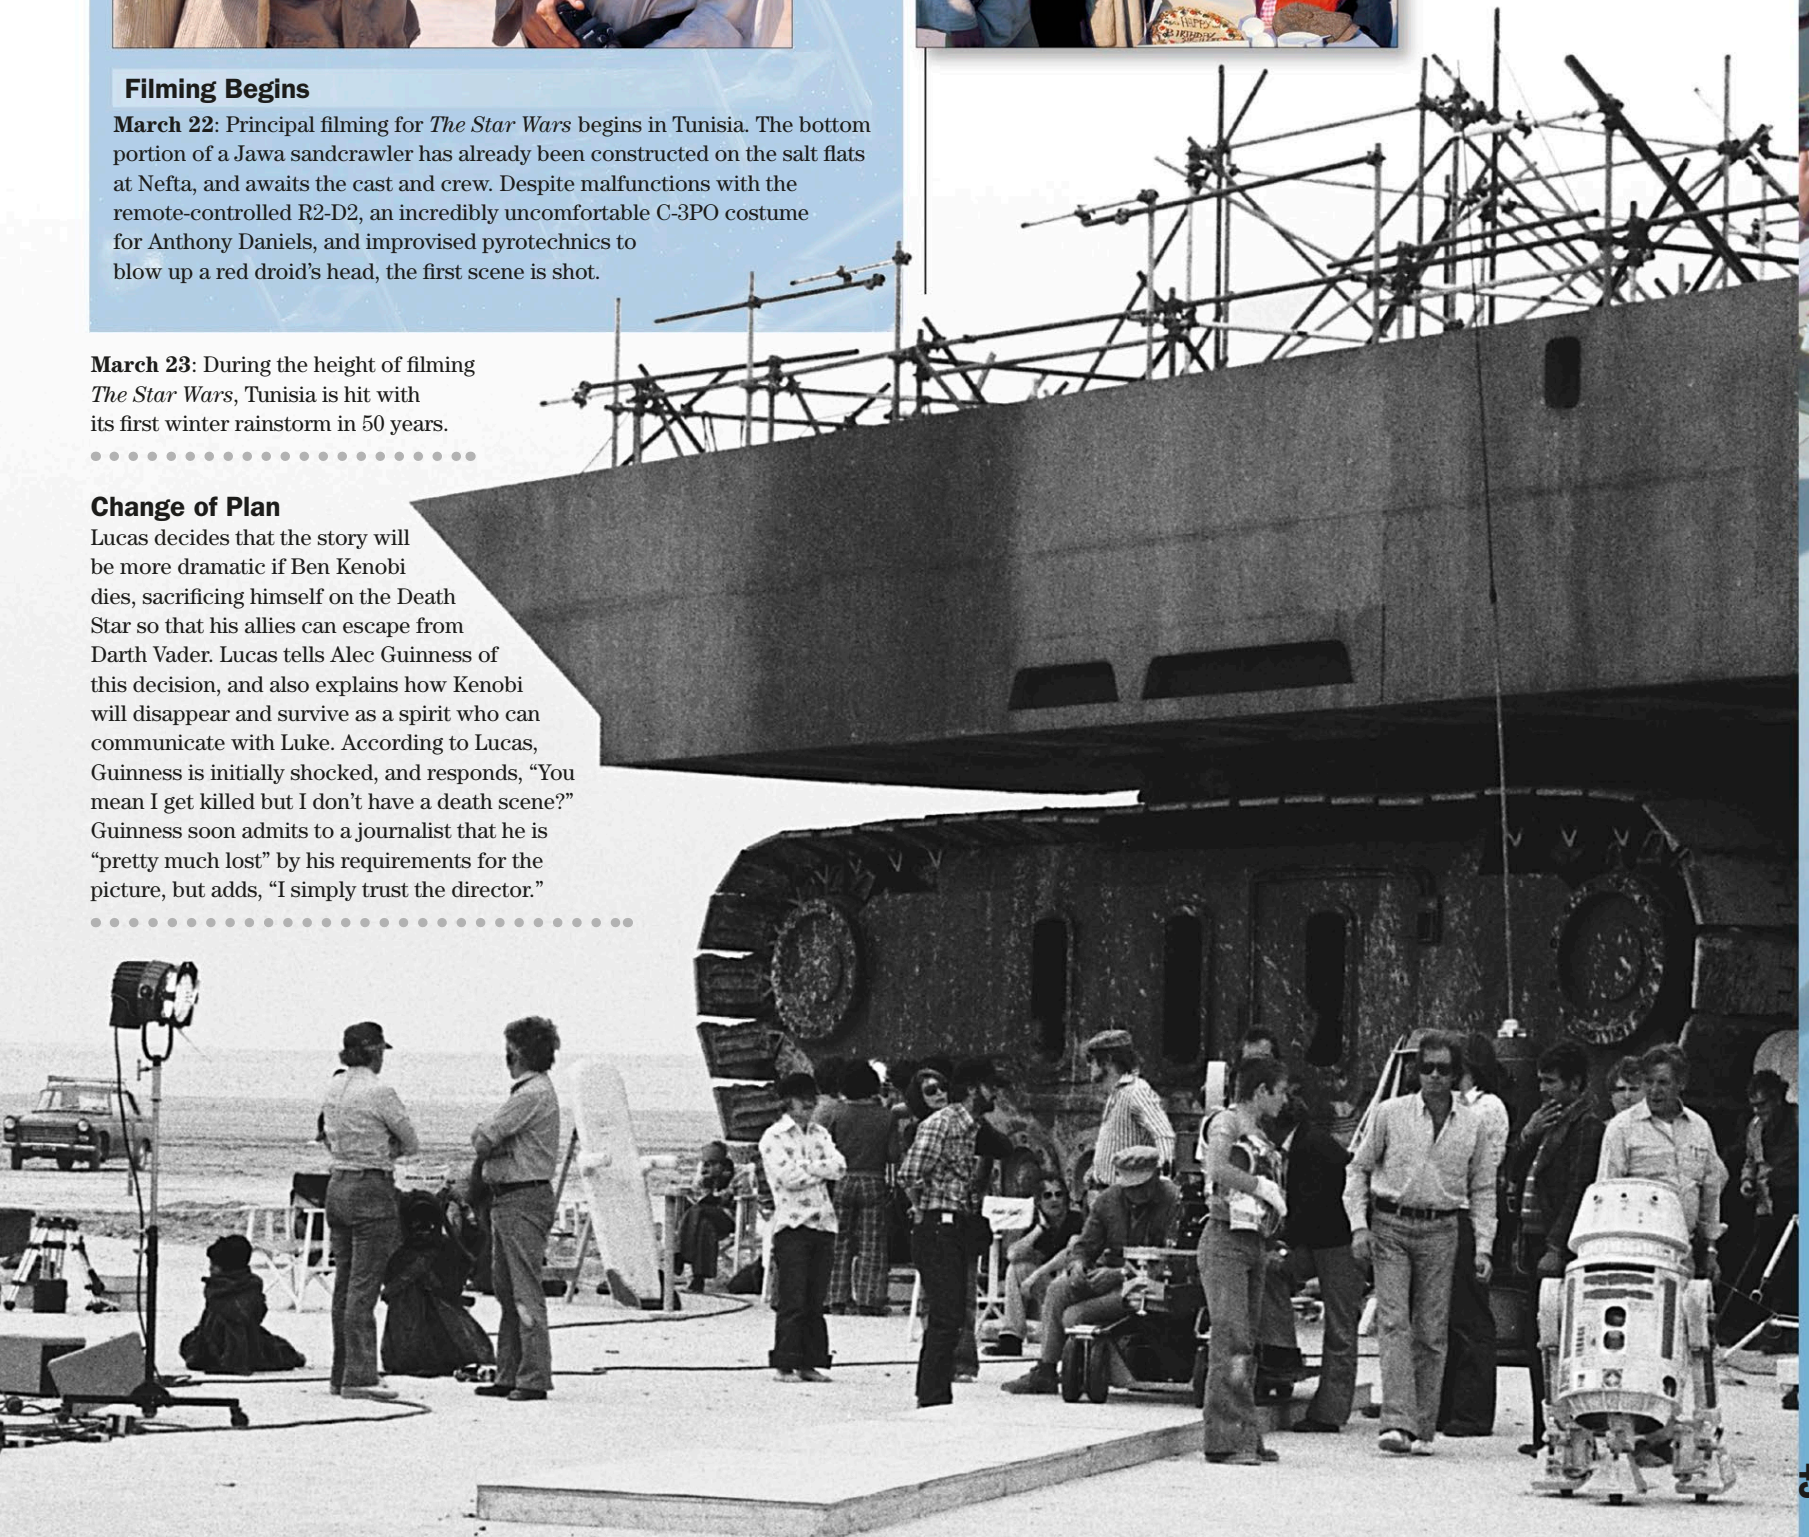 HAPPY
BIRTHDAY
Filming Begins
March 22: Principal filming for The Star Wars begins in Tunisia. The bottom
portion of a Jawa sandcrawler has already been constructed on the salt flats
at Nefta, and awaits the cast and crew. Despite malfunctions with the
remote-controlled R2-D2, an incredibly uncomfortable C-3PO costume
for Anthony Daniels, and improvised pyrotechnics to
blow up a red droid’s head, the first scene is shot.
March 23: During the height of filming
The Star Wars, Tunisia is hit with
its first winter rainstorm in 50 years.
Change of Plan
Lucas decides that the story will
be more dramatic if Ben Kenobi
dies, sacrificing himself on the Death
Star so that his allies can escape from
Darth Vader. Lucas tells Alec Guinness of
this decision, and also explains how Kenobi
will disappear and survive as a spirit who can
communicate with Luke. According to Lucas,
Guinness is initially shocked, and responds, “You
mean I get killed but I don’t have a death scene?”
Guinness soon admits to a journalist that he is
“pretty much lost” by his requirements for the
picture, but adds, “I simply trust the director.”